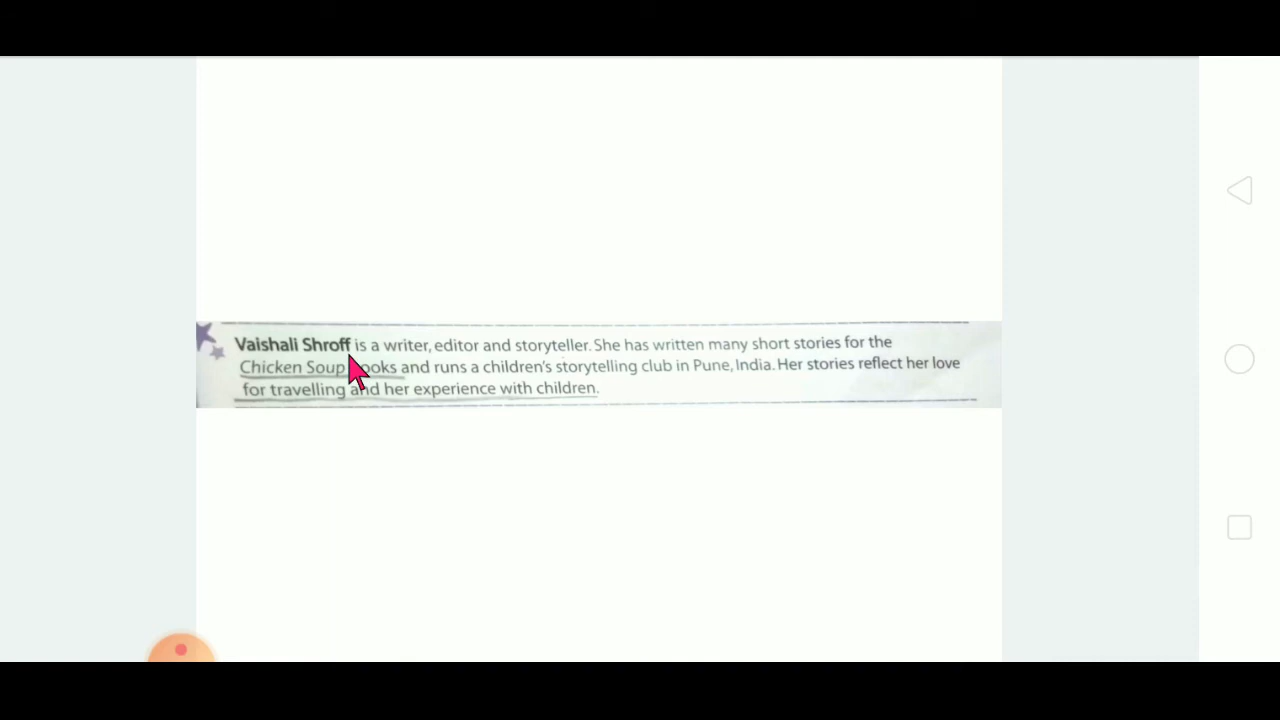 Vaishali Shroff is a writer, editor and storyteller. She has written many short stories for the
Chicken Soup books and runs a children's storytelling club in Pune, India. Her stories reflect her love
for travelling and her experience with children.